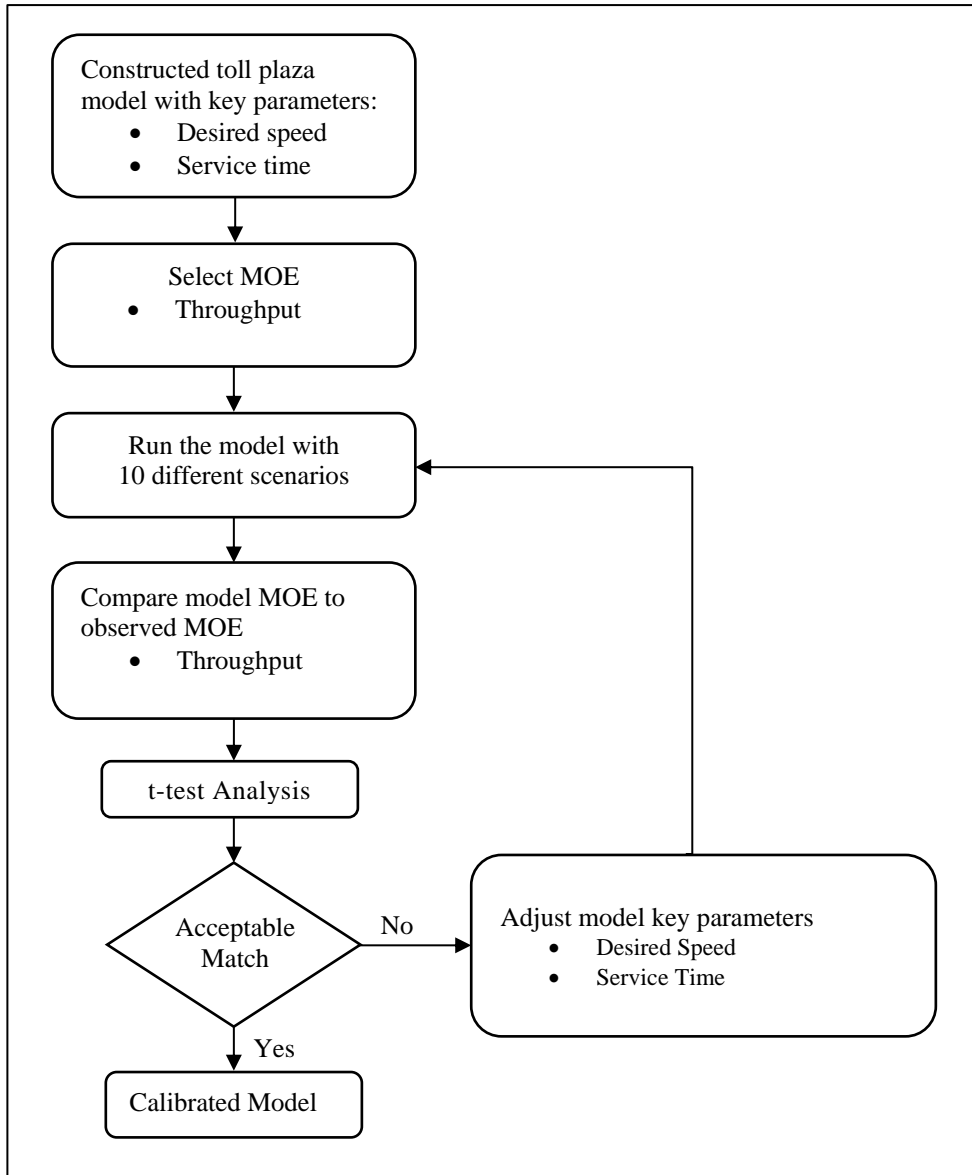 Constructed toll plaza
model with key parameters:
• Desired speed
• Service time
Select MOE
• Throughput
Run the model with
10 different scenarios
Compare model MOE to
observed MOE
• Throughput
t-test Analysis
Acceptable
Match
No
Adjust model key parameters
• Desired Speed
• Service Time
Yes
Calibrated Model